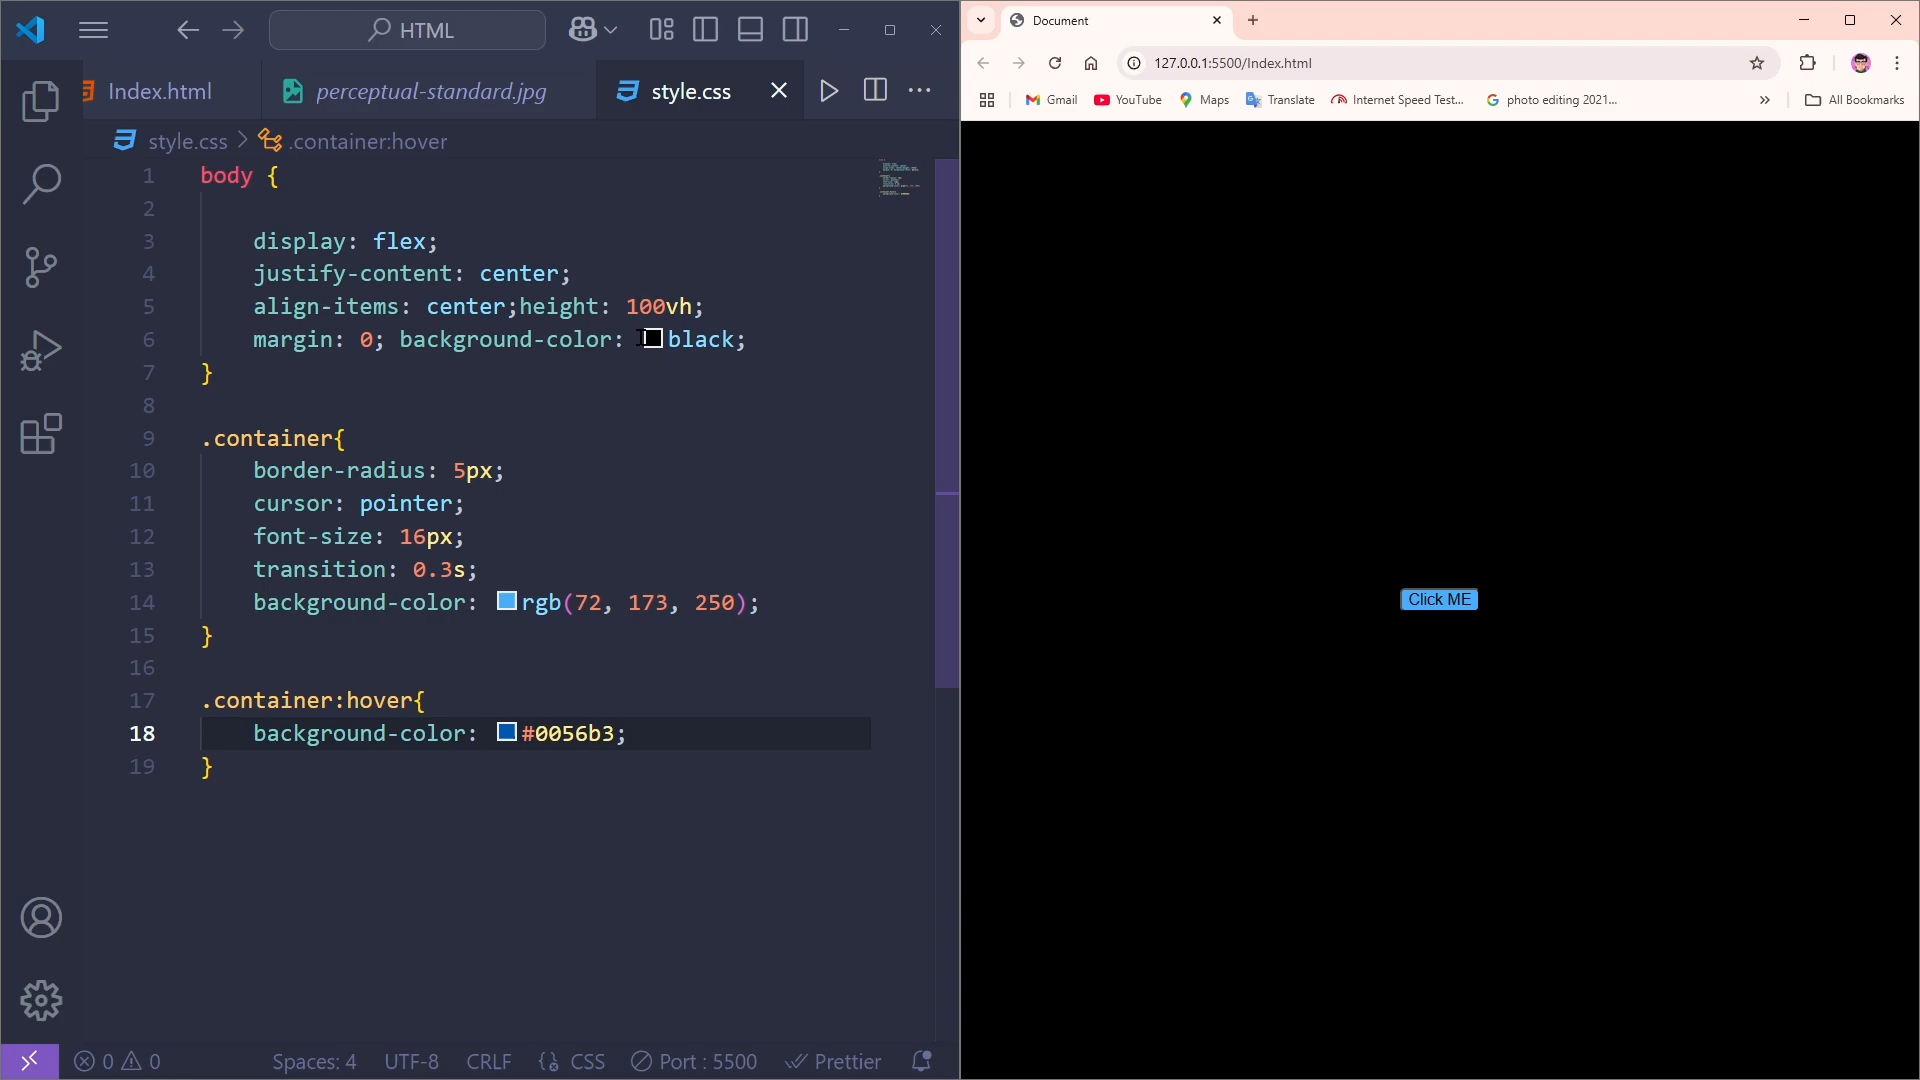 HTML
Index.html
perceptual-standard.jpg
style.css
style.css
.container:hover
1 body {
2
3 display: flex;
4 justify-content: center;
5 align-items: center;height: 100vh;
6 margin: 0; background-color: black;
7 }
8
9 .container{
10 border-radius: 5px;
11 cursor: pointer;
12 font-size: 16px;
13 transition: 0.3s;
14 background-color: rgb(72, 173, 250);
15 }
16
17 .container:hover{
18 background-color: #0056b3;
19 }
0 0 Spaces: 4 UTF-8 CRLF CSS Port : 5500 Prettier
Document
127.0.0.1:5500/Index.html
Gmail YouTube Maps Translate Internet Speed Test... photo editing 2021... » All Bookmarks
Click ME